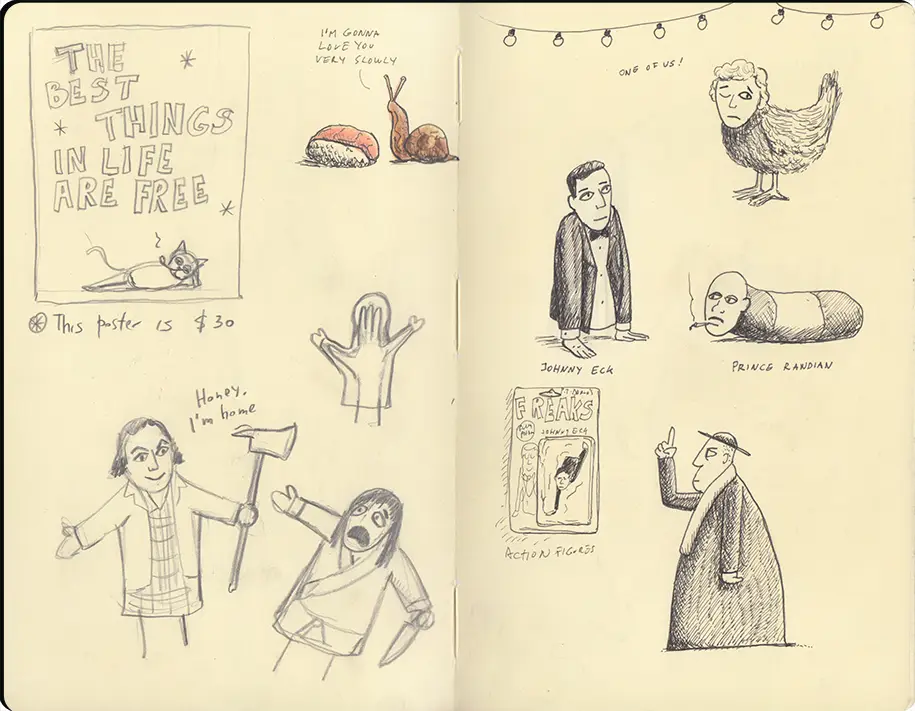 THE
BEST
THINGS
IN LIFE
ARE FREE
This poster is $30
I'M GONNA
LOVE YOU
VERY SLOWLY
Honey,
I'm home
ONE OF US!
JOHNNY ECK
PRINCE RANDIAN
FREAKS
JOHNNY ECK
ACTION FIGURES